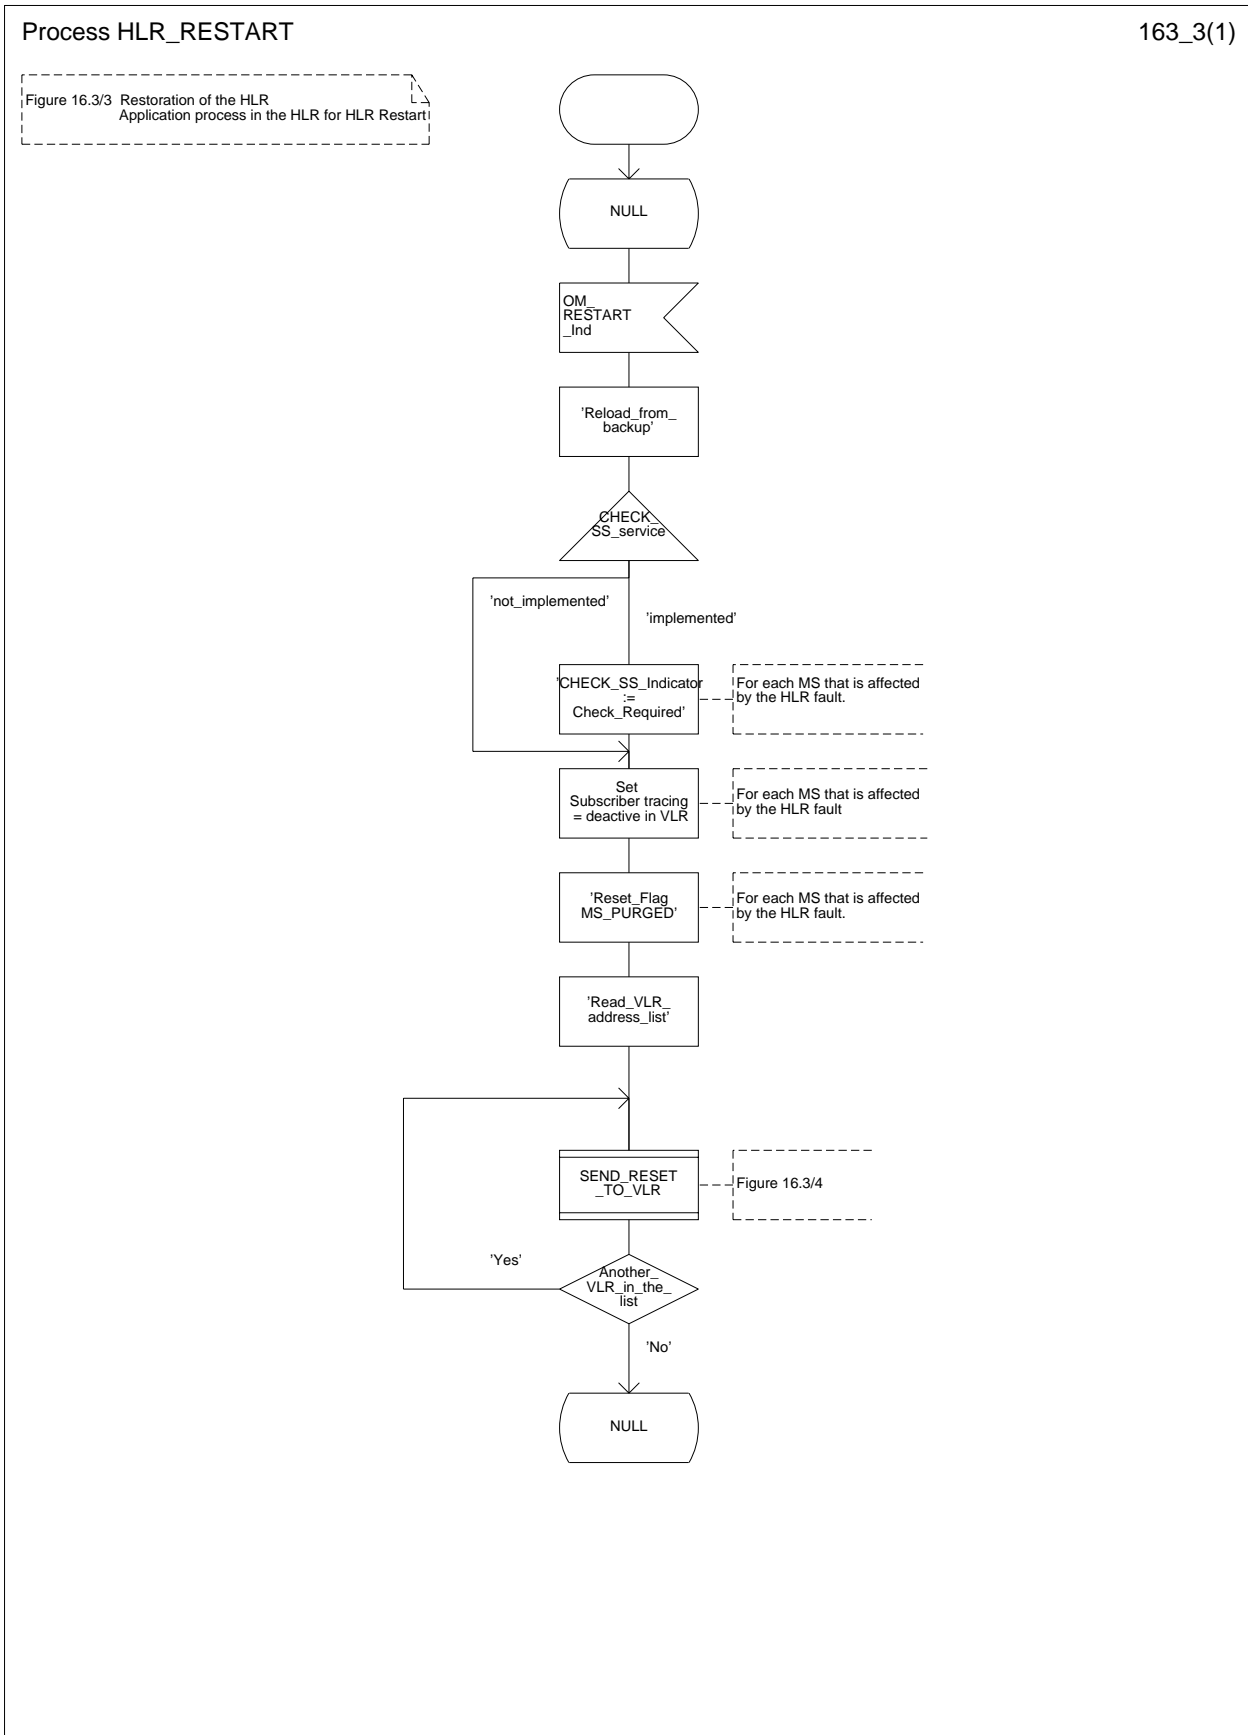 Process HLR_RESTART
163_3(1)
Figure 16.3/3 Restoration of the HLR
Application process in the HLR for HLR Restart
NULL
OM_
RESTART
_Ind
’Reload_from_
backup’
CHECK_
SS_service
’not_implemented’
’implemented’
’CHECK_SS_Indicator
:=
Check_Required’
For each MS that is affected
by the HLR fault.
Set
Subscriber tracing
= deactive in VLR
For each MS that is affected
by the HLR fault
’Reset_Flag
MS_PURGED’
For each MS that is affected
by the HLR fault.
’Read_VLR_
address_list’
SEND_RESET
_TO_VLR
Figure 16.3/4
’Yes’
Another_
VLR_in_the_
list
’No’
NULL